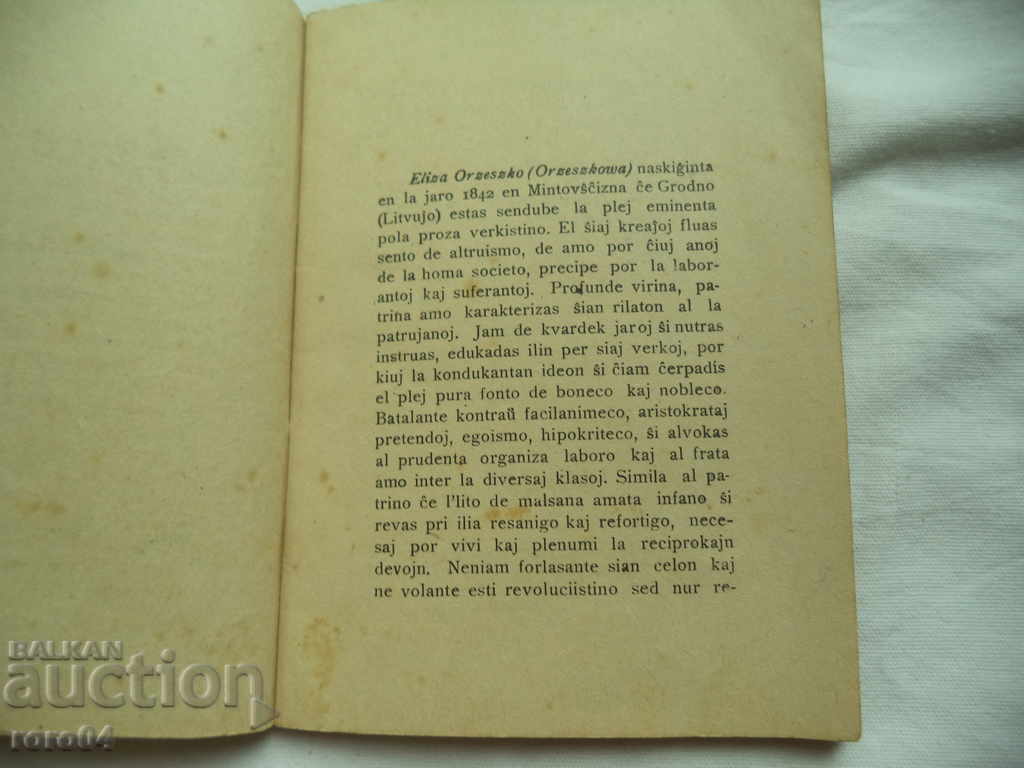 Eliza Orzeszko (Orzeszkowa) naskiĝinta
en la jaro 1842 en Mintovŝĉizna ĉe Grodno
(Litvujo) estas sendube la plej eminenta
pola proza verkistino. El ŝiaj kreaĵoj fluas
sento de altruismo, de amo por ĉiuj anoj
de la homa societo, precipe por la labor-
antoj kaj suferantoj. Profunde virina, pa-
trina amo karakterizas ŝian rilaton al la
patrujanoj. Jam de kvardek jaroj ŝi nutras
instruas, edukadas ilin per siaj verkoj, por
kiuj la kondukantan ideon ŝi ĉiam ĉerpadis
el plej pura fonto de boneco kaj nobleco.
Batalante kontraŭ facilanimeco, aristokrataj
pretendoj, egoismo, hipokriteco, ŝi alvokas
al prudenta organiza laboro kaj al frata
amo inter la diversaj klasoj. Simila al pa-
trino ĉe l'lito de malsana amata infano ŝi
revas pri ilia resanigo kaj refortigo, nece-
saj por vivi kaj plenumi la reciprokajn
devojn. Neniam forlasante sian celon kaj
ne volante esti revoluciistino sed nur re-
BALKAN
auction
roro04